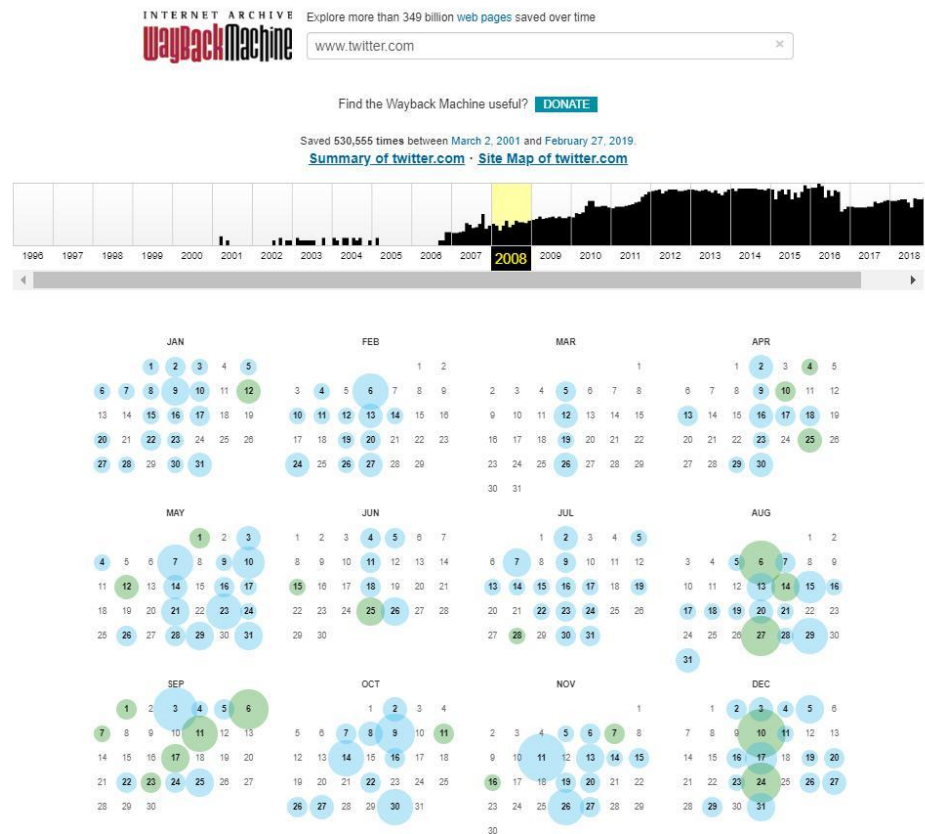 INTERNET ARCHIVE
WayBackMachine
Explore more than 349 billion web pages saved over time
www.twitter.com ×
Find the Wayback Machine useful? DONATE
Saved 530,555 times between March 2, 2001 and February 27, 2019.
Summary of twitter.com · Site Map of twitter.com
1996 1997 1998 1999 2000 2001 2002 2003 2004 2005 2006 2007 2008 2009 2010 2011 2012 2013 2014 2015 2016 2017 2018
JAN FEB MAR APR
1 2 3 4 5 1 2 1 1 2 3 4 5
6 7 8 9 10 11 12 3 4 5 6 7 8 9 2 3 4 5 6 7 8 6 7 8 9 10 11 12
13 14 15 16 17 18 19 10 11 12 13 14 15 16 9 10 11 12 13 14 15 13 14 15 16 17 18 19
20 21 22 23 24 25 26 17 18 19 20 21 22 23 16 17 18 19 20 21 22 20 21 22 23 24 25 26
27 28 29 30 31 24 25 26 27 28 29 23 24 25 26 27 28 29 27 28 29 30
30 31
MAY JUN JUL AUG
1 2 3 1 2 3 4 5 6 7 1 2 3 4 5 1 2
4 5 6 7 8 9 10 8 9 10 11 12 13 14 6 7 8 9 10 11 12 3 4 5 6 7 8 9
11 12 13 14 15 16 17 15 16 17 18 19 20 21 13 14 15 16 17 18 19 10 11 12 13 14 15 16
18 19 20 21 22 23 24 22 23 24 25 26 27 28 20 21 22 23 24 25 26 17 18 19 20 21 22 23
25 26 27 28 29 30 31 29 30 27 28 29 30 31 24 25 26 27 28 29 30
31
SEP OCT NOV DEC
1 2 3 4 5 6 1 2 3 4 1 1 2 3 4 5 6
7 8 9 10 11 12 13 5 6 7 8 9 10 11 2 3 4 5 6 7 8 7 8 9 10 11 12 13
14 15 16 17 18 19 20 12 13 14 15 16 17 18 9 10 11 12 13 14 15 14 15 16 17 18 19 20
21 22 23 24 25 26 27 19 20 21 22 23 24 25 16 17 18 19 20 21 22 21 22 23 24 25 26 27
28 29 30 26 27 28 29 30 31 23 24 25 26 27 28 29 28 29 30 31
30